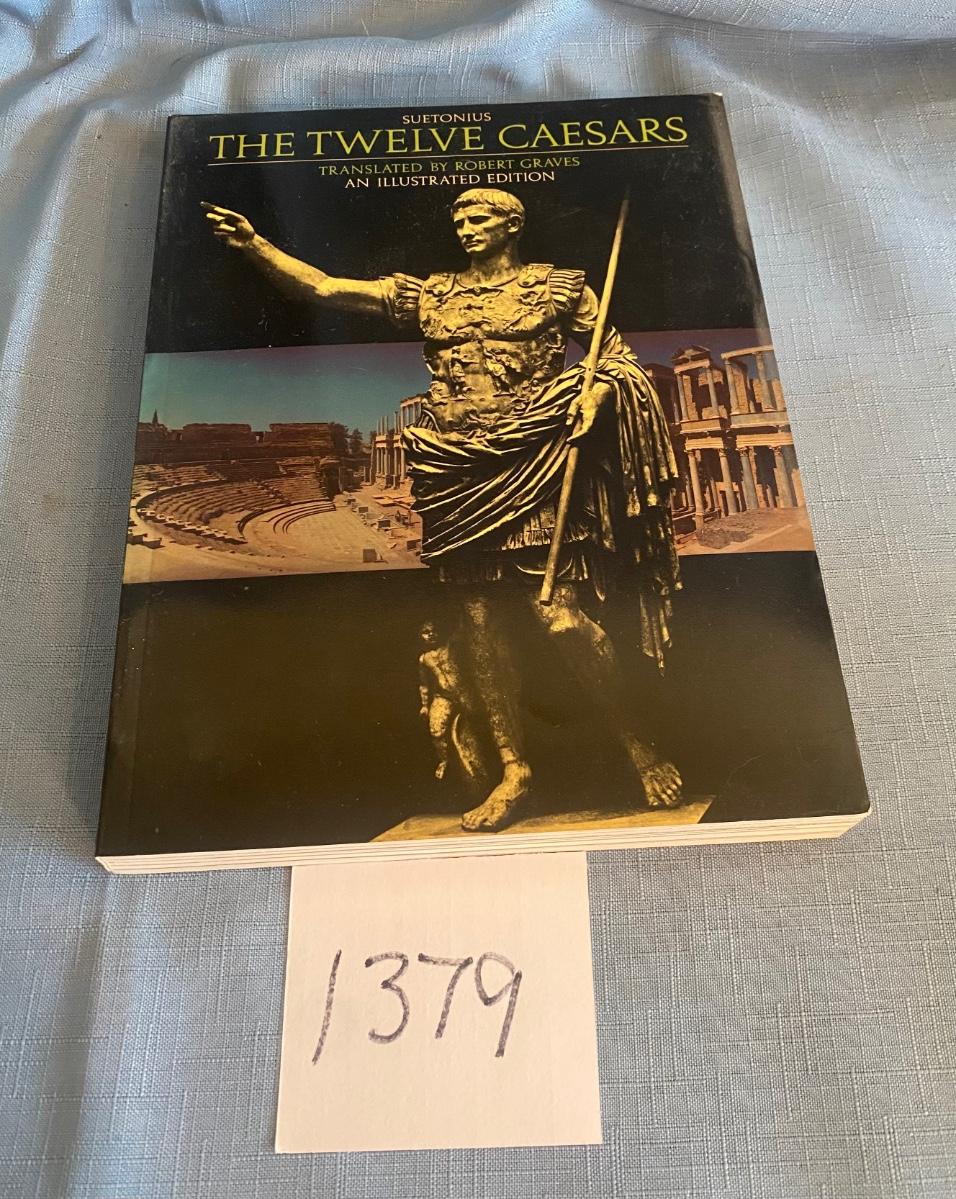 SUETONIUS
THE TWELVE CAESARS
TRANSLATED BY ROBERT GRAVES
AN ILLUSTRATED EDITION
1379